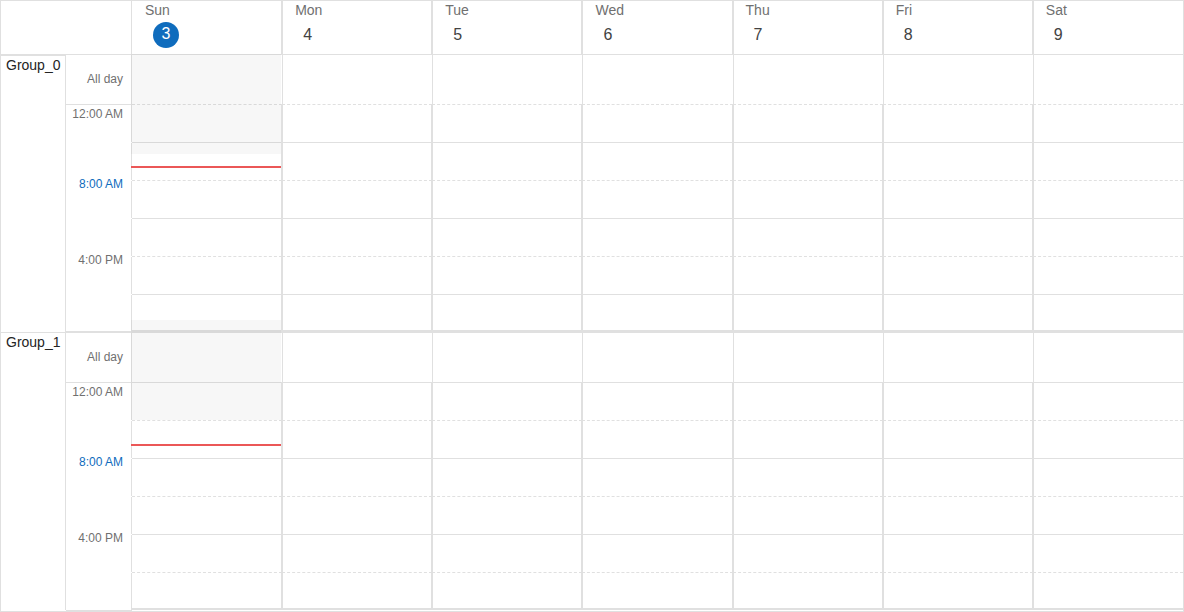 Sun Mon Tue Wed Thu Fri Sat
3 4 5 6 7 8 9
Group_0
All day
12:00 AM
8:00 AM
4:00 PM
Group_1
All day
12:00 AM
8:00 AM
4:00 PM